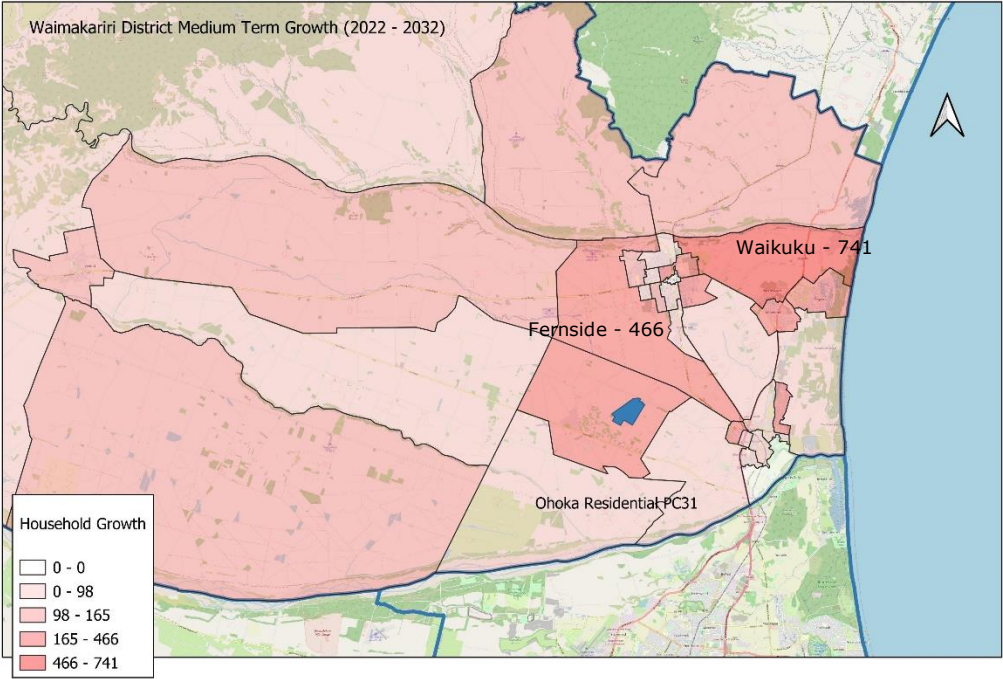 Waimakariri District Medium Term Growth (2022 - 2032)
Waikuku - 741
Fernside - 466
Ohoka Residential PC31
Household Growth
0 - 0
0 - 98
98 - 165
165 - 466
466 - 741